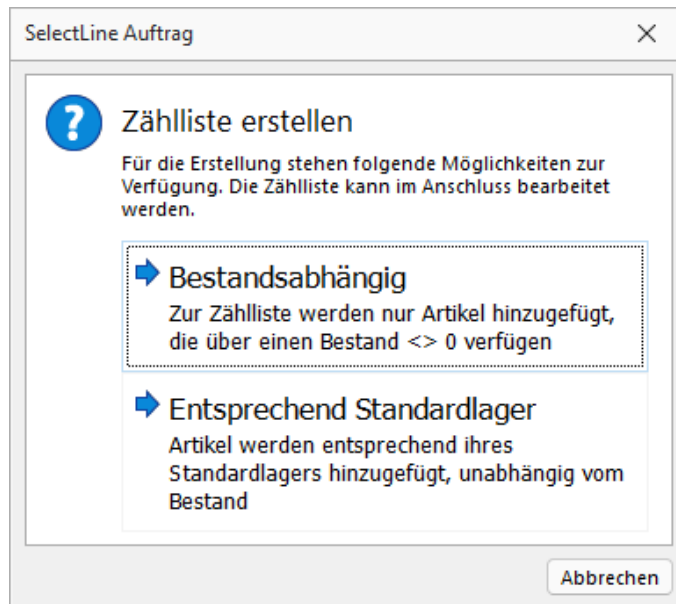 SelectLine Auftrag
Zählliste erstellen
Für die Erstellung stehen folgende Möglichkeiten zur
Verfügung. Die Zählliste kann im Anschluss bearbeitet
werden.
Bestandsabhängig
Zur Zählliste werden nur Artikel hinzugefügt,
die über einen Bestand <> 0 verfügen
Entsprechend Standardlager
Artikel werden entsprechend ihres
Standardlagers hinzugefügt, unabhängig vom
Bestand
Abbrechen